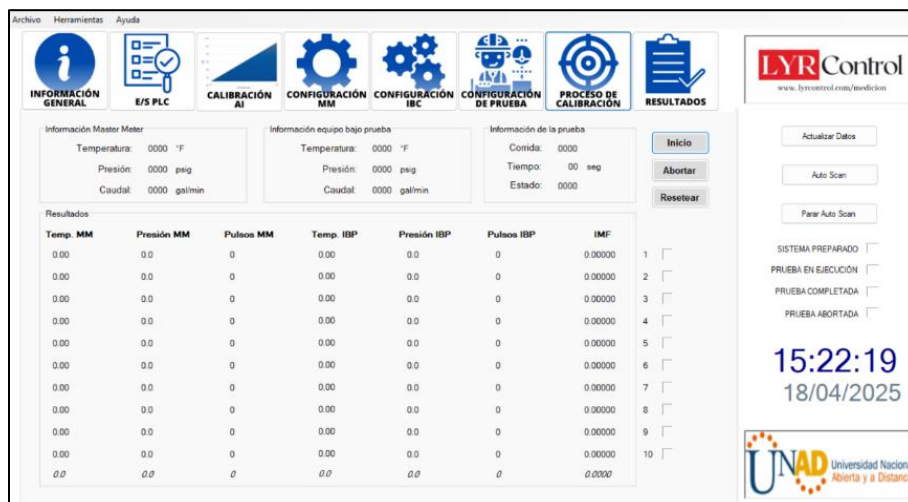 Archivo Herramientas Ayuda
INFORMACIÓN GENERAL
E/S PLC
CALIBRACIÓN AI
CONFIGURACIÓN MM
CONFIGURACIÓN IBC
CONFIGURACIÓN DE PRUEBA
PROCESO DE CALIBRACIÓN
RESULTADOS
LYR Control
www.lyrcontrol.com/medicion
Información Master Meter
Temperatura: 0000 °F
Presión: 0000 psig
Caudal: 0000 gal/min
Información equipo bajo prueba
Temperatura: 0000 °F
Presión: 0000 psig
Caudal: 0000 gal/min
Información de la prueba
Corrida: 0000
Tiempo: 00 seg
Estado: 0000
Inicio
Abortar
Resetear
Resultados
Temp. MM Presión MM Pulsos MM Temp. IBP Presión IBP Pulsos IBP IMF
0.00 0.0 0 0.00 0.0 0 0.00000 1
0.00 0.0 0 0.00 0.0 0 0.00000 2
0.00 0.0 0 0.00 0.0 0 0.00000 3
0.00 0.0 0 0.00 0.0 0 0.00000 4
0.00 0.0 0 0.00 0.0 0 0.00000 5
0.00 0.0 0 0.00 0.0 0 0.00000 6
0.00 0.0 0 0.00 0.0 0 0.00000 7
0.00 0.0 0 0.00 0.0 0 0.00000 8
0.00 0.0 0 0.00 0.0 0 0.00000 9
0.00 0.0 0 0.00 0.0 0 0.00000 10
0.0 0.0 0 0.0 0.0 0 0.0000
Actualizar Datos
Auto Scan
Parar Auto Scan
SISTEMA PREPARADO
PRUEBA EN EJECUCIÓN
PRUEBA COMPLETADA
PRUEBA ABORTADA
15:22:19
18/04/2025
UNAD Universidad Nacion
Abierta y a Distanc